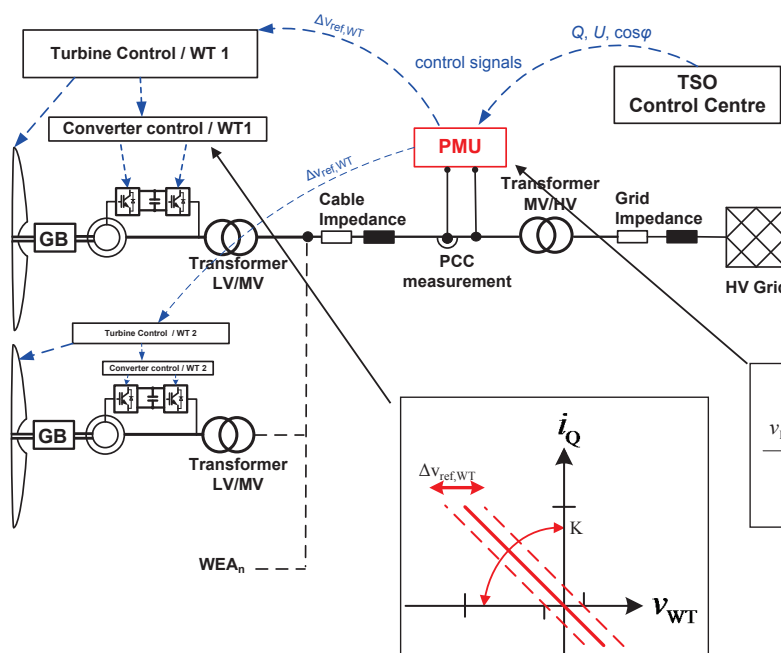 Δv_ref,WT
Q, U, cosφ
Turbine Control / WT 1
control signals
TSO
Control Centre
Converter control / WT1
PMU
Δv_ref,WT
Transformer
MV/HV
Cable
Impedance
Grid
Impedance
GB
Transformer
LV/MV
PCC
measurement
HV Grid
Turbine Control / WT 2
Converter control / WT 2
GB
Transformer
LV/MV
WEA_n
i_Q
Δv_ref,WT
K
v_WT